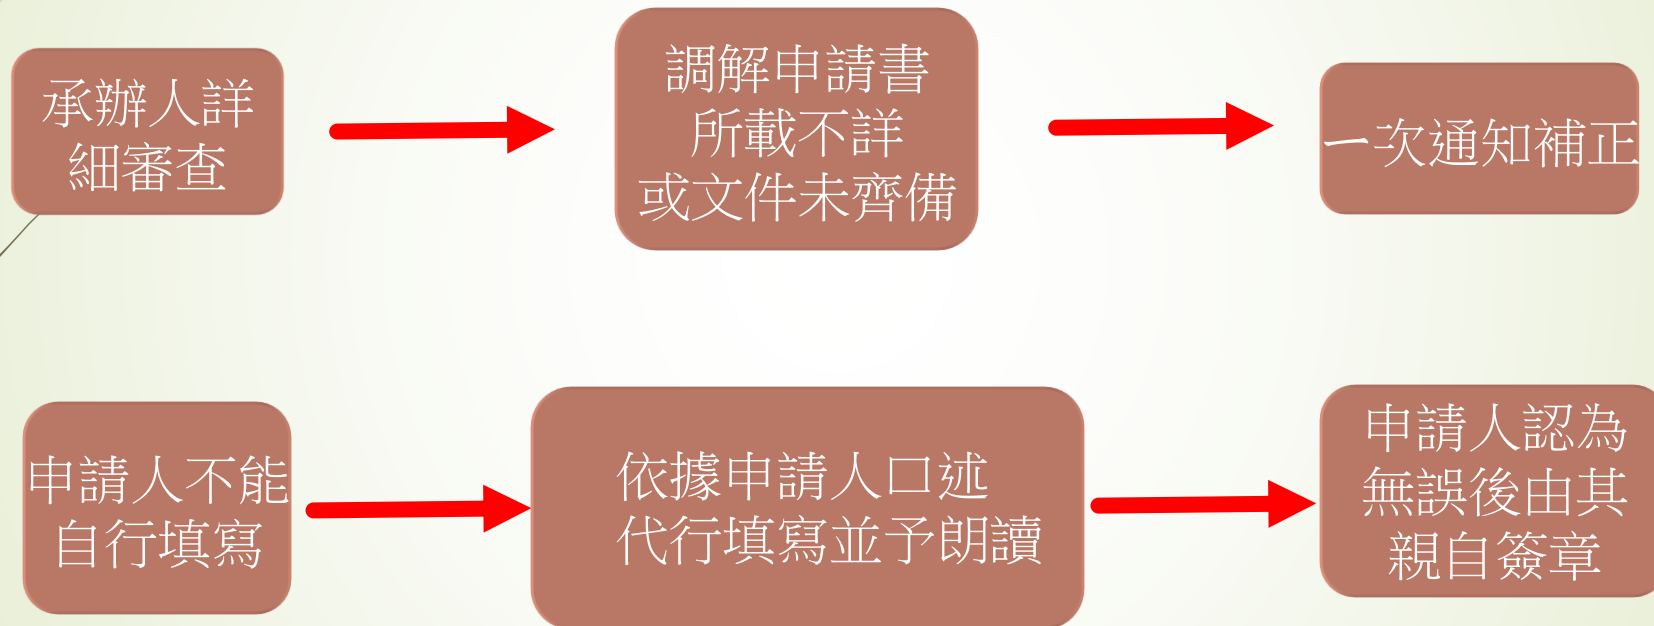 承辦人詳
細審查
調解申請書
所載不詳
或文件未齊備
一次通知補正
申請人不能
自行填寫
依據申請人口述
代行填寫並予朗讀
申請人認為
無誤後由其
親自簽章